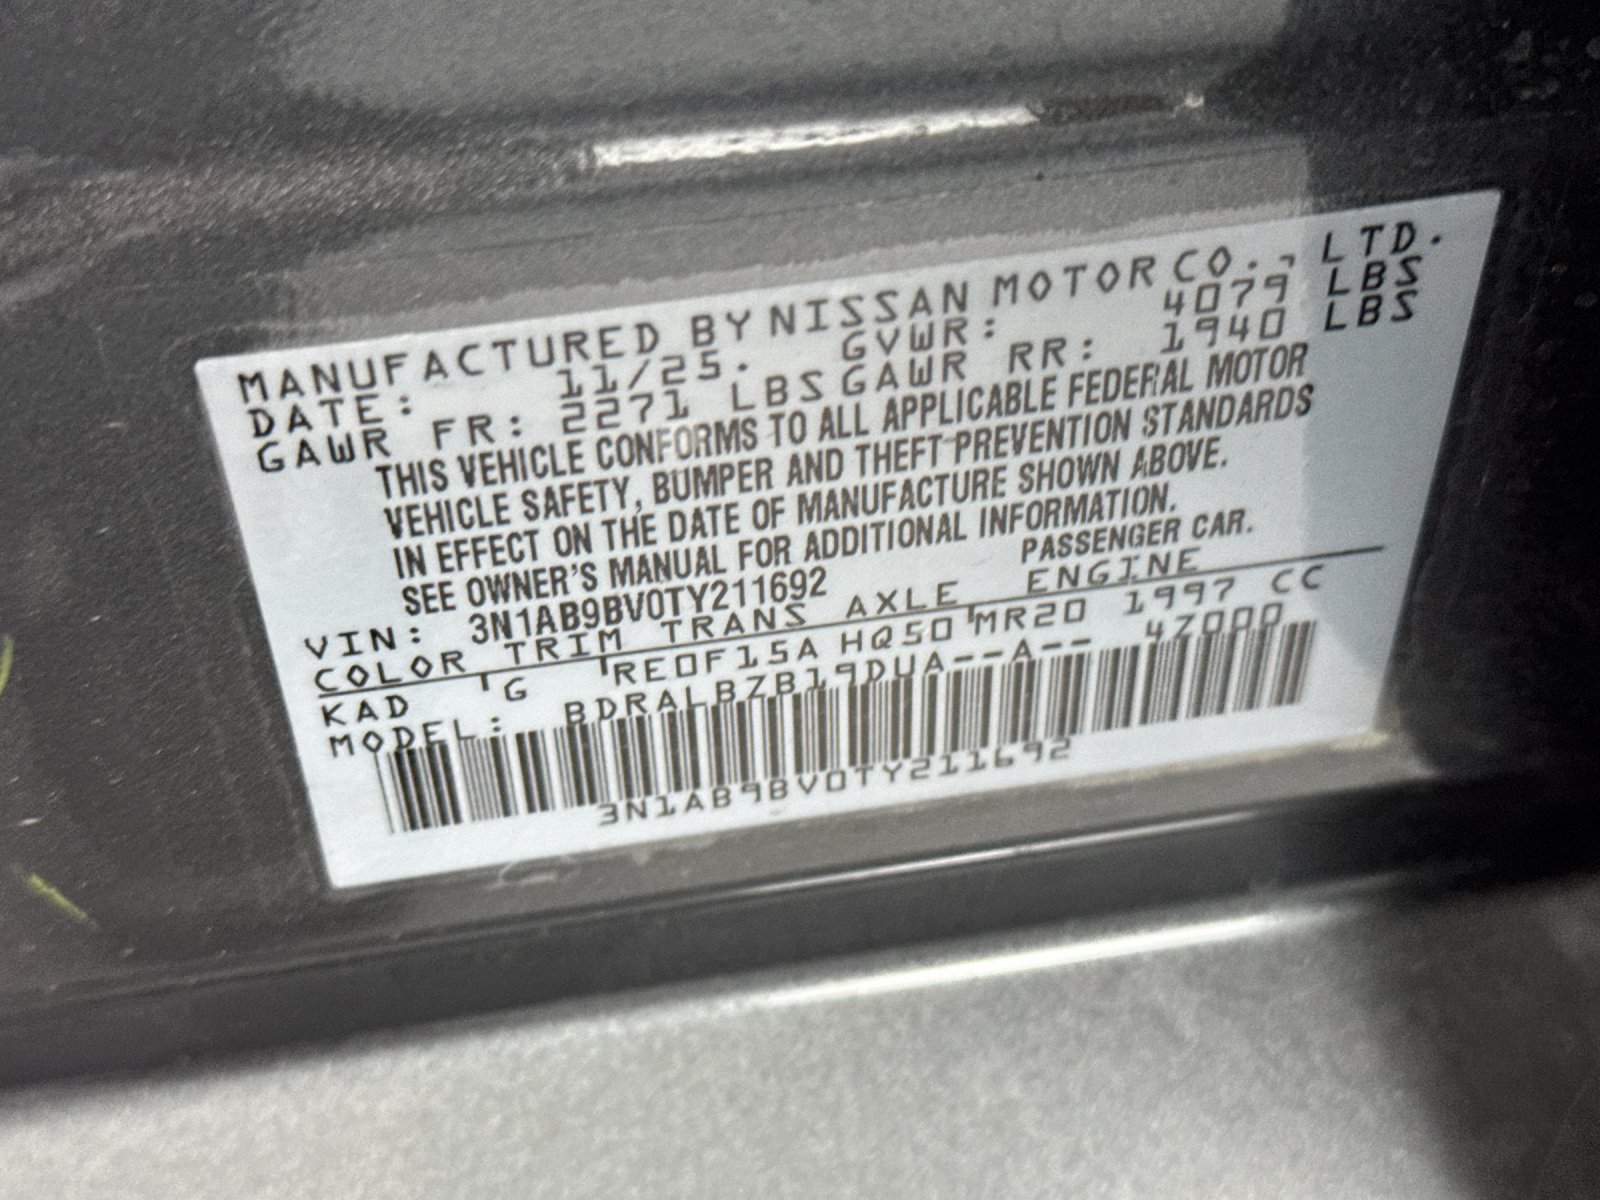 MANUFACTURED BY NISSAN MOTOR CO., LTD.
DATE: 11/25. GVWR: 4079 LBS
GAWR FR: 2271 LBS GAWR RR: 1940 LBS
THIS VEHICLE CONFORMS TO ALL APPLICABLE FEDERAL MOTOR
VEHICLE SAFETY, BUMPER AND THEFT PREVENTION STANDARDS
IN EFFECT ON THE DATE OF MANUFACTURE SHOWN ABOVE.
SEE OWNER'S MANUAL FOR ADDITIONAL INFORMATION.
VIN: 3N1AB9BV0TY211692 PASSENGER CAR.
COLOR TRIM TRANS AXLE ENGINE
KAD G RE0F15A HQ50 MR20 1997 CC
MODEL: BDRALBZB19DUA--A-- 47000
3N1AB9BV0TY211692